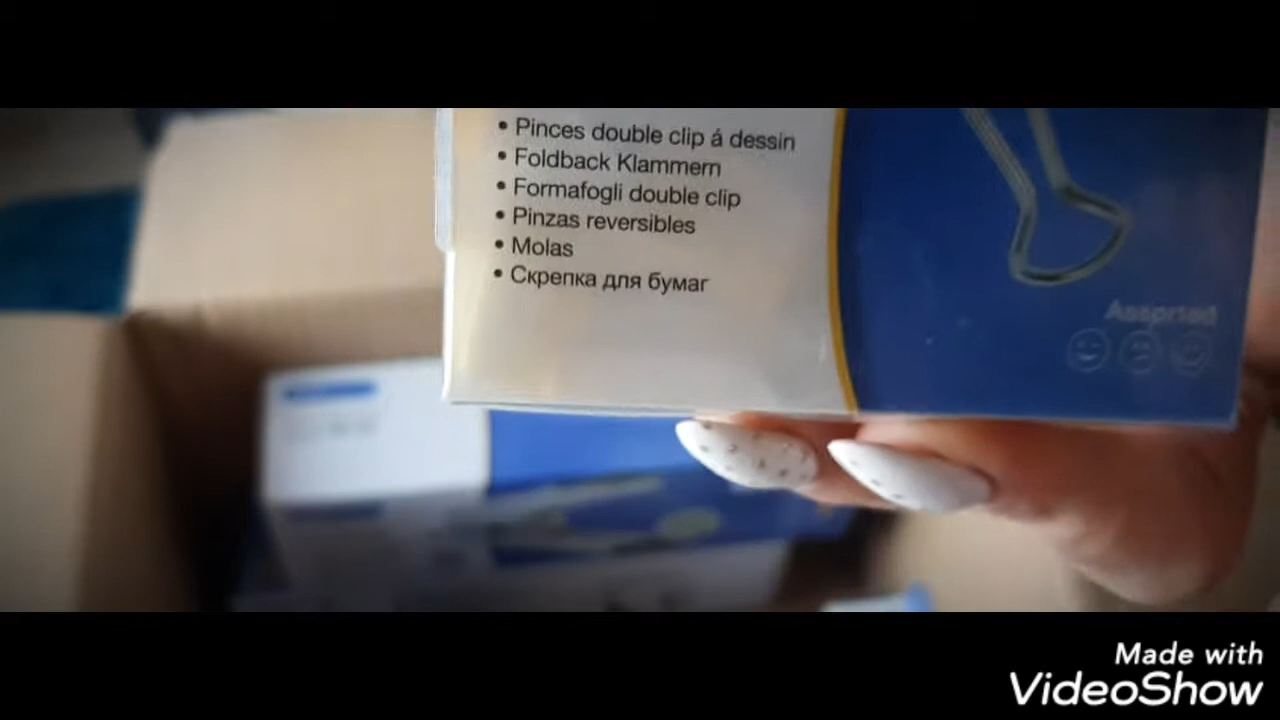 • Pinces double clip á dessin
• Foldback Klammern
• Formafogli double clip
• Pinzas reversibles
• Molas
• Скрепка для бумаг
Assorted
Made with
VideoShow